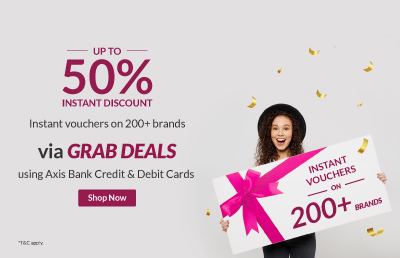 UP TO
50%
INSTANT DISCOUNT
Instant vouchers on 200+ brands
via GRAB DEALS
using Axis Bank Credit & Debit Cards
Shop Now
*T&C apply.
INSTANT
VOUCHERS
ON
200+ BRANDS